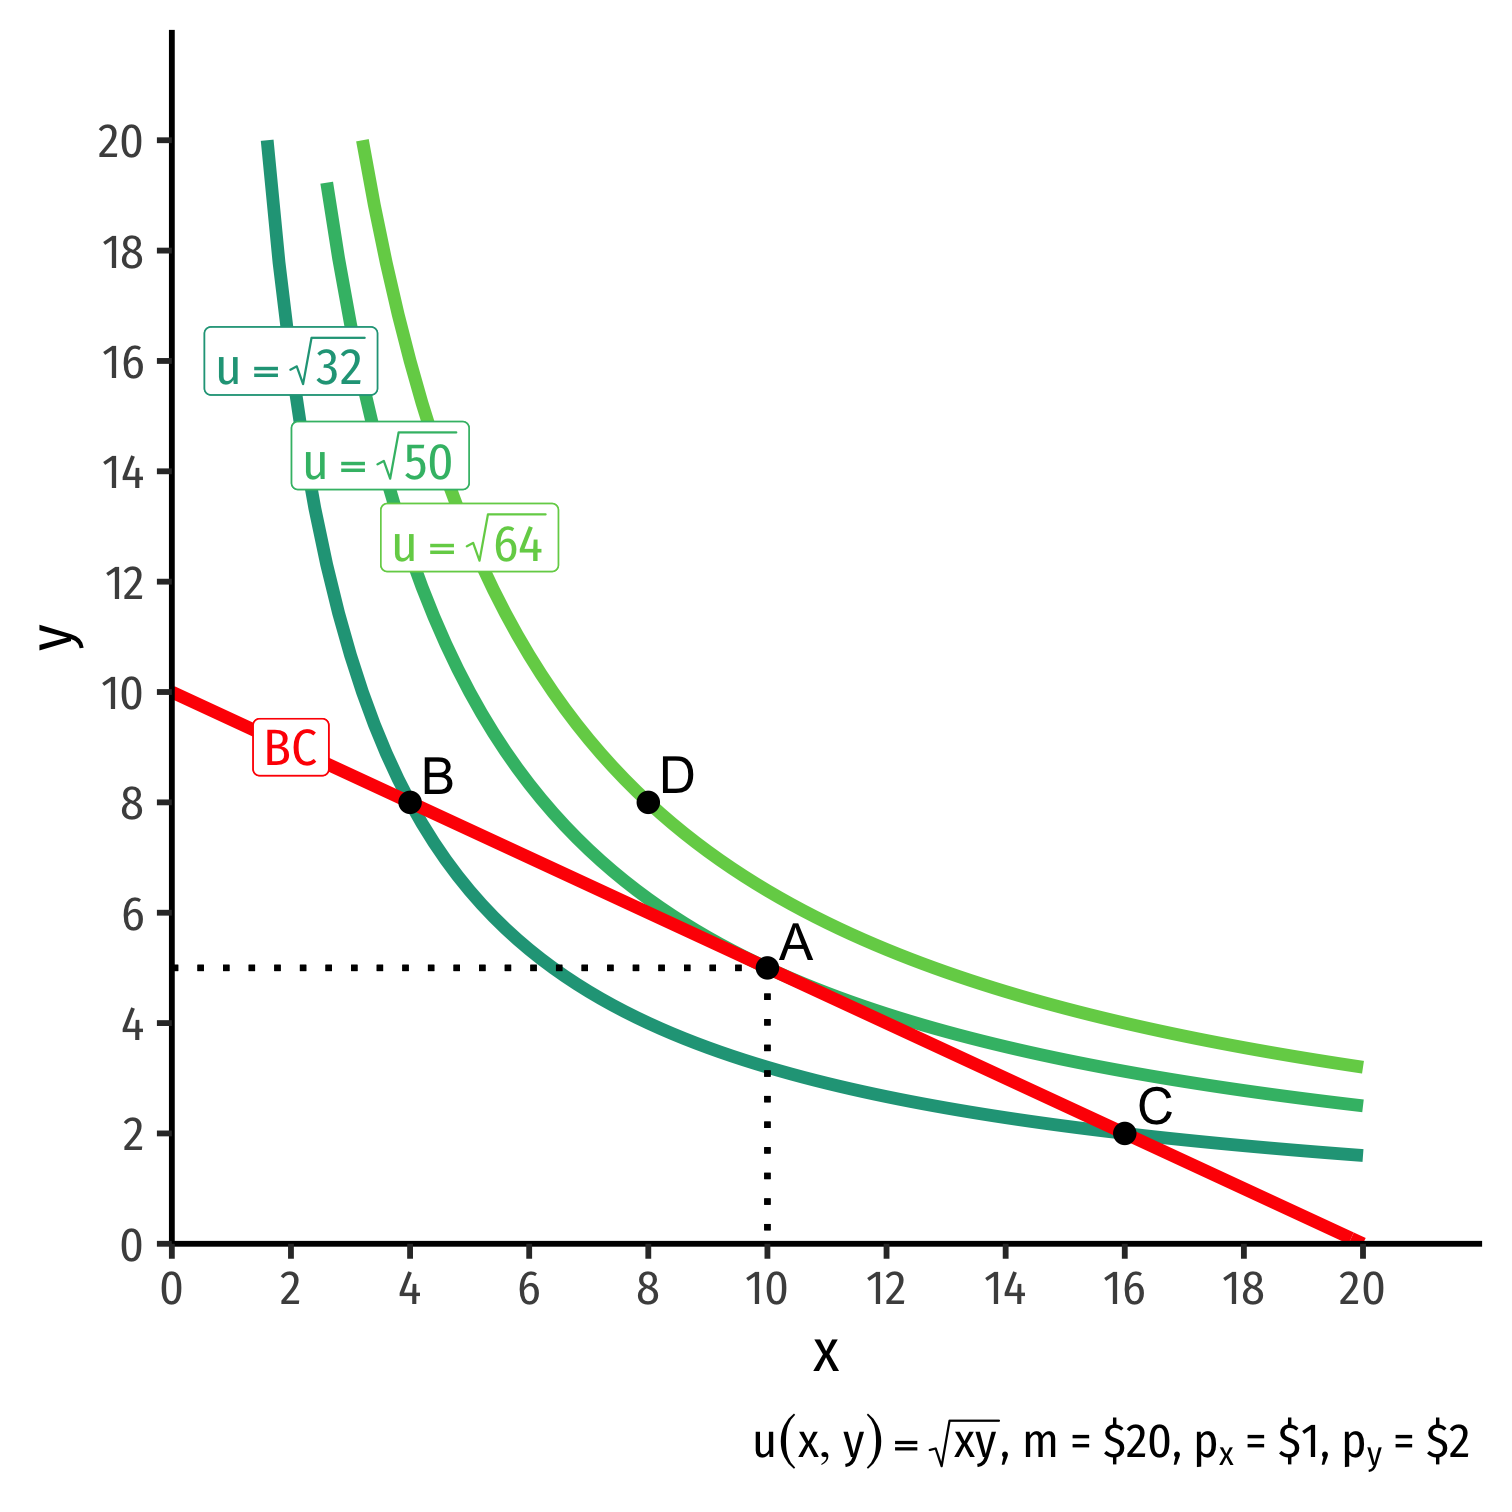 20
18
16
14
12
10
8
6
4
2
0
y
u = √32
u = √50
u = √64
BC
B
D
A
C
0 2 4 6 8 10 12 14 16 18 20
x
u(x, y) = √xy, m = $20, pₓ = $1, p_y = $2